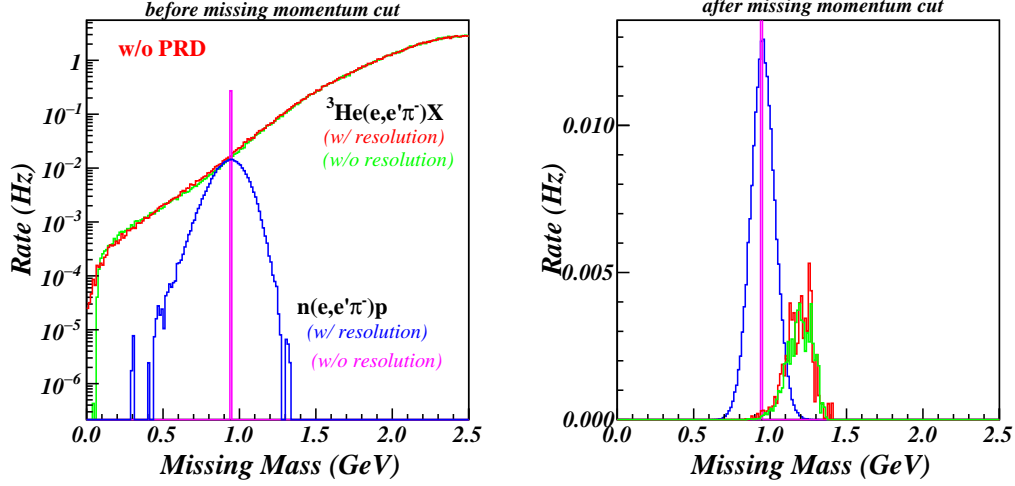 before missing momentum cut
w/o PRD
³He(e,e'π⁻)X
(w/ resolution)
(w/o resolution)
n(e,e'π⁻)p
(w/ resolution)
(w/o resolution)
Rate (Hz)
1
10⁻¹
10⁻²
10⁻³
10⁻⁴
10⁻⁵
10⁻⁶
0.0 0.5 1.0 1.5 2.0 2.5
Missing Mass (GeV)
after missing momentum cut
Rate (Hz)
0.010
0.005
0.000
0.0 0.5 1.0 1.5 2.0 2.5
Missing Mass (GeV)